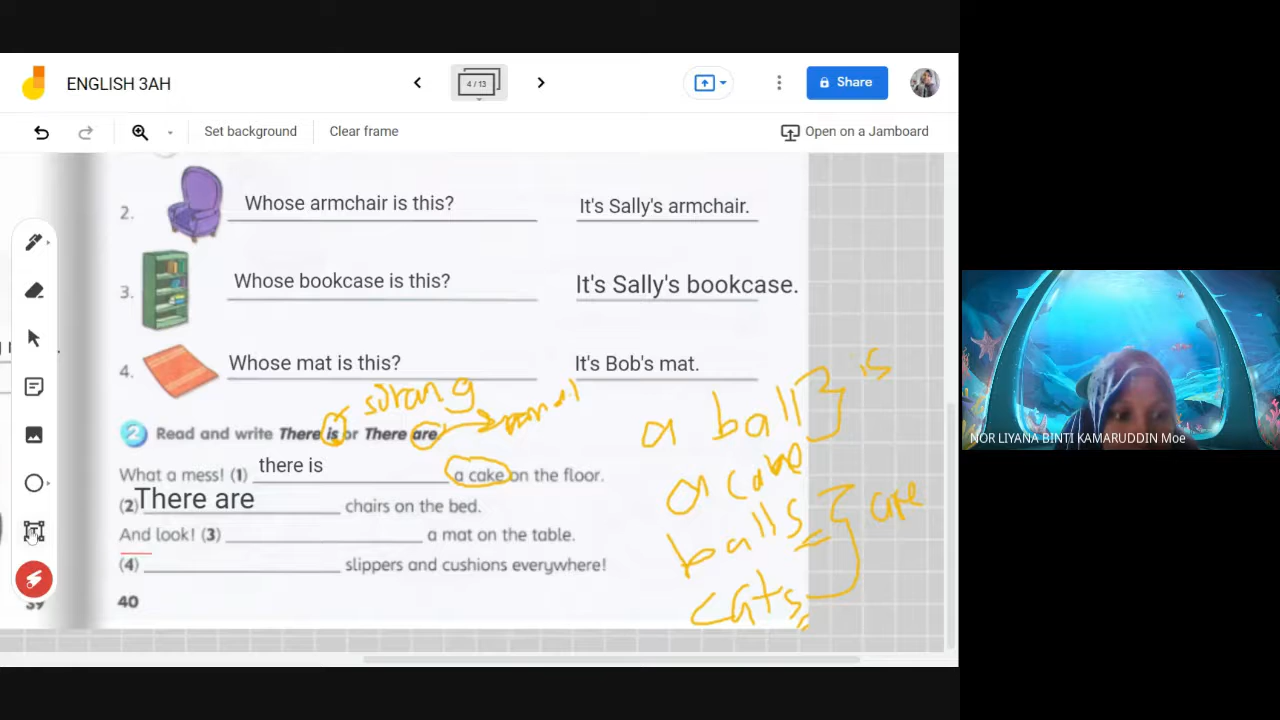 ENGLISH 3AH
4 / 13
Share
Set background
Clear frame
Open on a Jamboard
2.
Whose armchair is this?
It's Sally's armchair.
3.
Whose bookcase is this?
It's Sally's bookcase.
4.
Whose mat is this?
It's Bob's mat.
sorang
a ball is
2 Read and write There is or There are.
What a mess! (1) there is a cake on the floor.
a cake
(2) There are chairs on the bed.
balls are
And look! (3) a mat on the table.
(4) slippers and cushions everywhere!
cats
40
39
NOR LIYANA BINTI KAMARUDDIN Moe